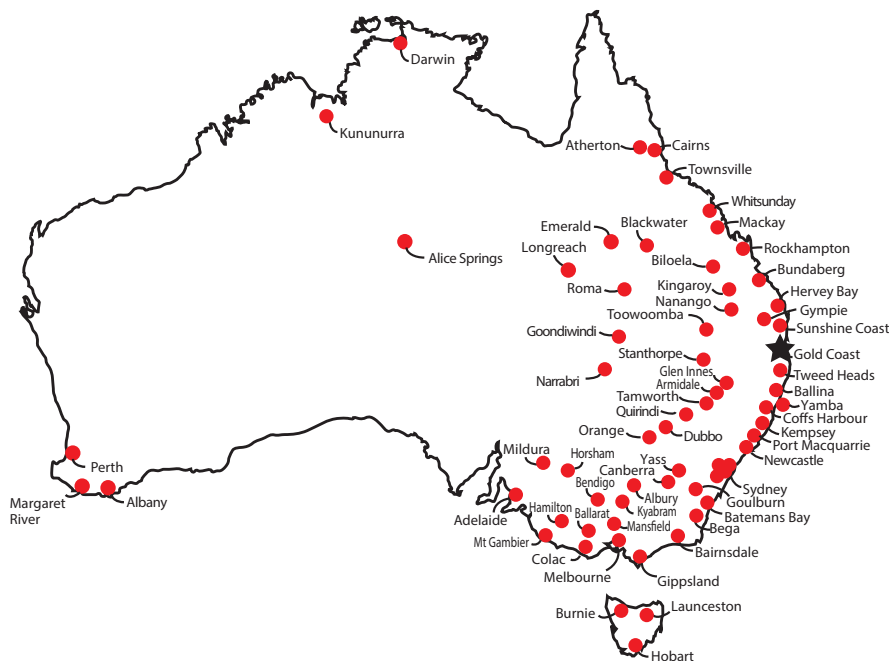 Darwin
Kununurra
Atherton
Cairns
Townsville
Whitsunday
Mackay
Emerald
Blackwater
Rockhampton
Longreach
Alice Springs
Biloela
Bundaberg
Roma
Kingaroy
Hervey Bay
Nanango
Gympie
Toowoomba
Sunshine Coast
Goondiwindi
Gold Coast
Stanthorpe
Glen Innes
Tweed Heads
Narrabri
Armidale
Ballina
Tamworth
Yamba
Quirindi
Coffs Harbour
Orange
Dubbo
Kempsey
Port Macquarrie
Mildura
Horsham
Yass
Newcastle
Perth
Canberra
Bendigo
Sydney
Margaret
River
Albany
Albury
Goulburn
Adelaide
Hamilton
Kyabram
Batemans Bay
Ballarat
Mansfield
Bega
Mt Gambier
Bairnsdale
Colac
Melbourne
Gippsland
Burnie
Launceston
Hobart